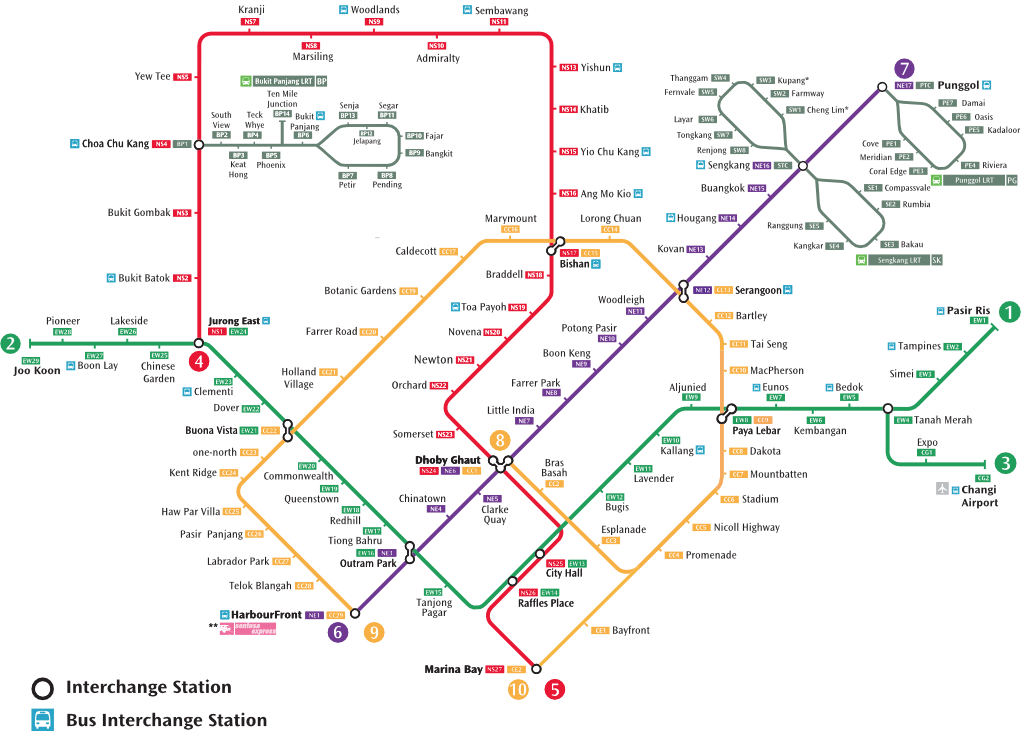 Kranji
NS7
Woodlands
NS9
Sembawang
NS11
NS8
Marsiling
NS10
Admiralty
Yew Tee NS5
NS13 Yishun
Bukit Panjang LRT BP
Ten Mile
Junction
BP14
South
View
BP2
Teck
Whye
BP4
Bukit
Panjang
BP6
Senja
BP13
Segar
BP11
BP12
Jelapang
BP10 Fajar
BP9 Bangkit
Choa Chu Kang NS4 BP1
BP3
Keat
Hong
BP5
Phoenix
BP7
Petir
BP8
Pending
NS14 Khatib
NS15 Yio Chu Kang
NS16 Ang Mo Kio
Bukit Gombak NS3
Bukit Batok NS2
7
NE17 PTC Punggol
Thanggam SW4
SW3 Kupang*
Fernvale SW5
SW2 Farmway
SW1 Cheng Lim*
Layar SW6
Tongkang SW7
Renjong SW8
PE7 Damai
PE6 Oasis
PE5 Kadaloor
Cove PE1
Meridian PE2
Coral Edge PE3
PE4 Riviera
Punggol LRT PG
Sengkang NE16 STC
Buangkok NE15
SE1 Compassvale
SE2 Rumbia
Ranggung SE5
Kangkar SE4
SE3 Bakau
Sengkang LRT SK
Hougang NE14
Kovan NE13
Marymount
CC16
Lorong Chuan
CC14
Caldecott CC17
NS17 CC15
Bishan
Braddell NS18
Botanic Gardens CC19
NE12 CC13 Serangoon
Woodleigh
NE11
Toa Payoh NS19
Potong Pasir
NE10
CC12 Bartley
Farrer Road CC20
Novena NS20
Boon Keng
NE9
CC11 Tai Seng
Newton NS21
CC10 MacPherson
Holland
Village
CC21
Orchard NS22
Farrer Park
NE8
Little India
NE7
Pioneer
EW28
Lakeside
EW26
Jurong East
NS1 EW24
2
EW29
Joo Koon
EW27
Boon Lay
EW25
Chinese
Garden
4
EW23
Clementi
Dover EW22
Buona Vista EW21 CC22
1
Pasir Ris
EW1
Tampines EW2
Simei EW3
Aljunied
EW9
Eunos
EW7
Bedok
EW5
EW8 CC9
Paya Lebar
EW6
Kembangan
EW4 Tanah Merah
Expo
CG1
3
CG2
Changi
Airport
one-north CC23
Kent Ridge CC24
Haw Par Villa CC25
Pasir Panjang CC26
Labrador Park CC27
Telok Blangah CC28
EW20
Commonwealth
EW19
Queenstown
EW18
Redhill
EW17
Tiong Bahru
EW16 NE1
Outram Park
Somerset NS23
8
Dhoby Ghaut
NS24 NE6 CC1
Bras
Basah
CC2
Chinatown
NE4
NE5
Clarke
Quay
EW10
Kallang
EW11
Lavender
EW12
Bugis
CC8 Dakota
CC7 Mountbatten
CC6 Stadium
CC5 Nicoll Highway
CC4 Promenade
Esplanade
CC3
NS25 EW13
City Hall
NS26 EW14
Raffles Place
EW15
Tanjong
Pagar
HarbourFront NE1 CC29
** sentosa
express
6
9
CE1 Bayfront
Marina Bay NS27 CE2
10
5
Interchange Station
Bus Interchange Station